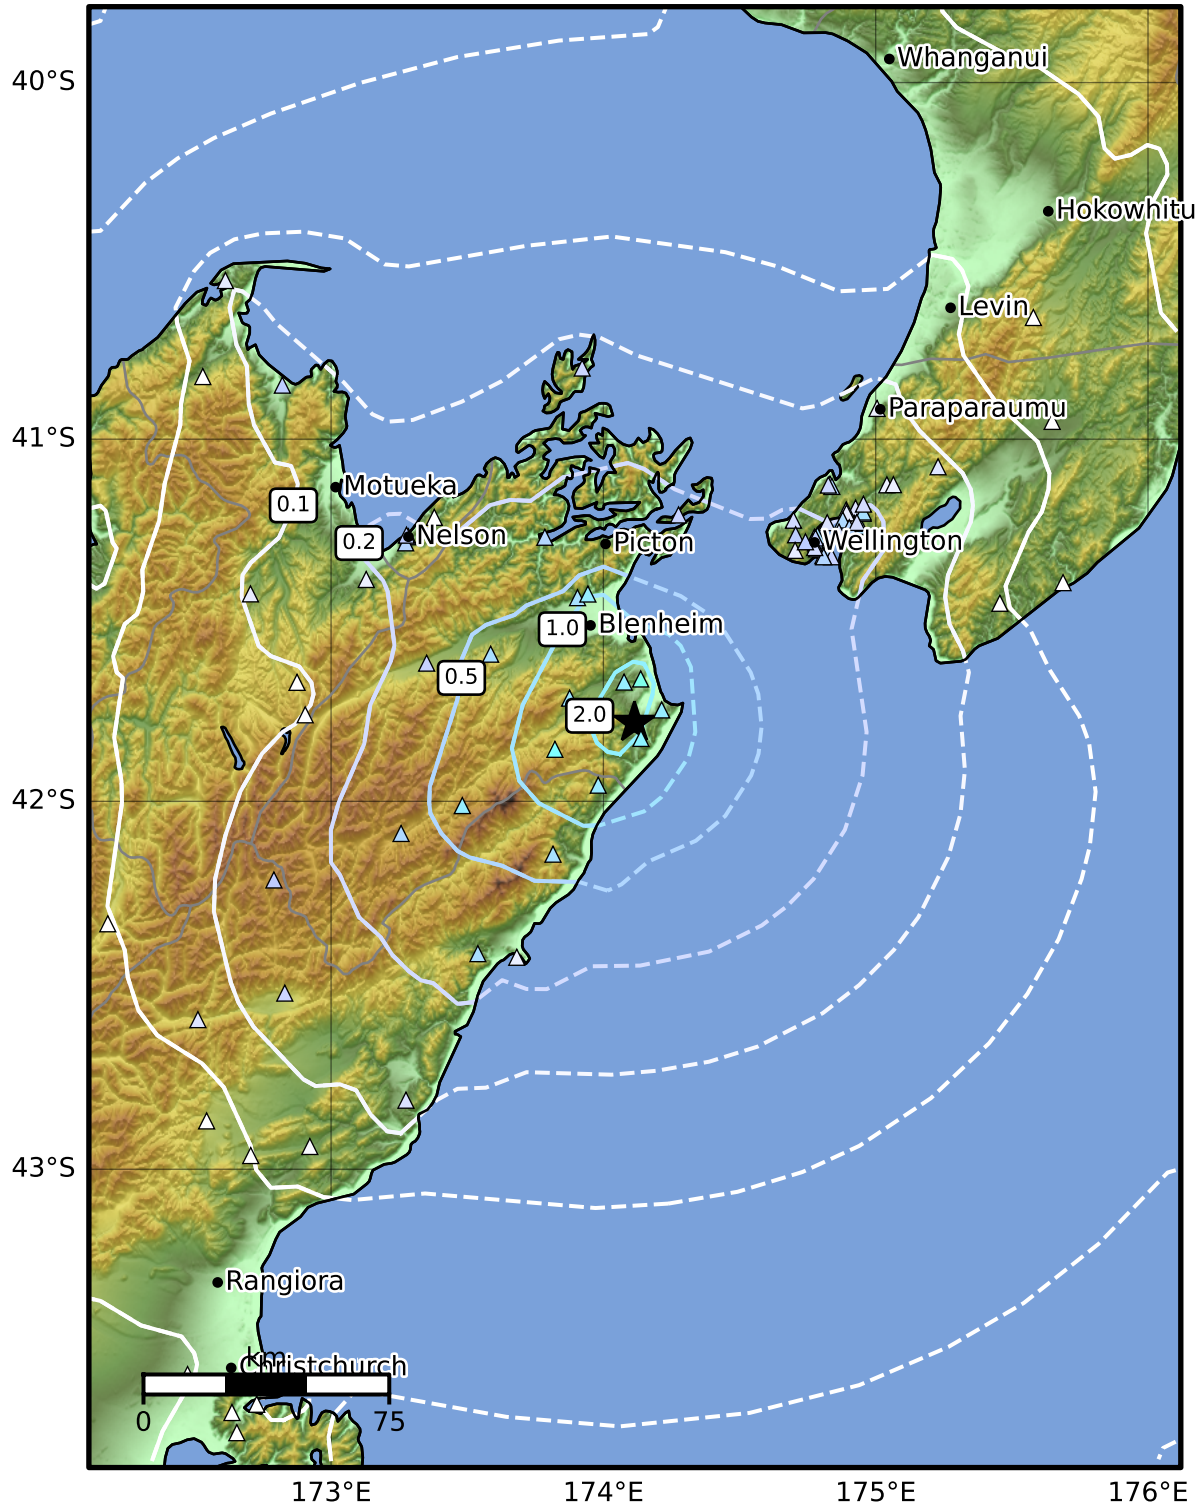 40°S
Whanganui
Hokowhitu
Levin
Paraparaumu
41°S
Motueka
0.1
Nelson
0.2
Picton
Wellington
1.0
Blenheim
0.5
2.0
42°S
43°S
Rangiora
km
Christchurch
0
75
173°E
174°E
175°E
176°E